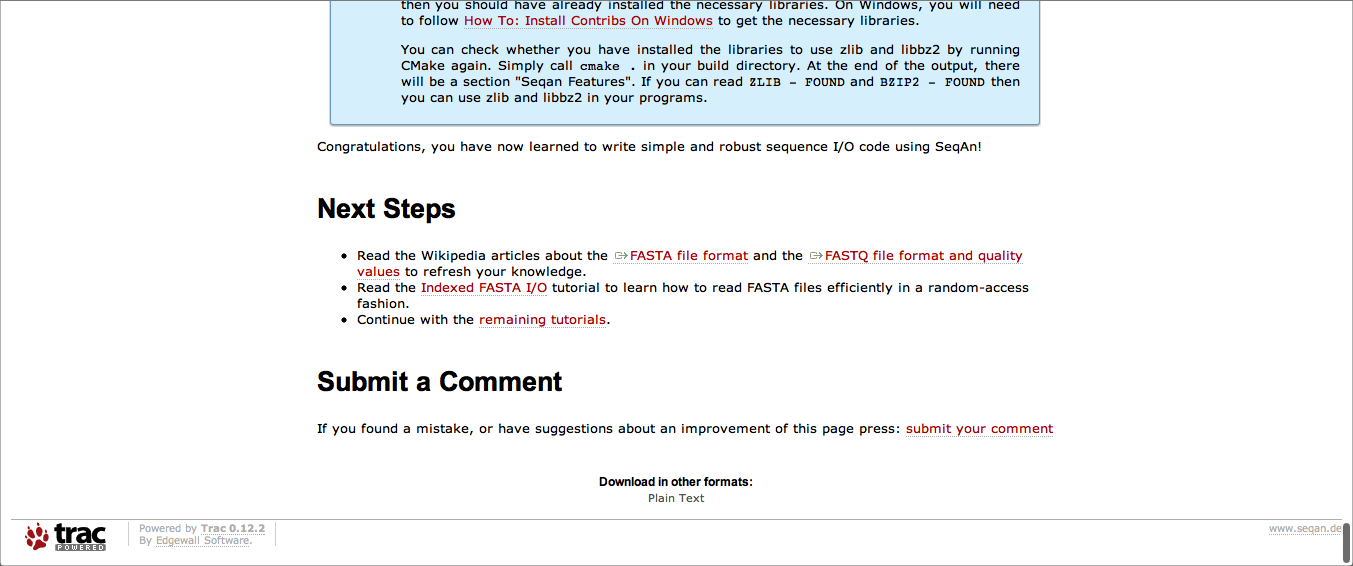 then you should have already installed the necessary libraries. On Windows, you will need
to follow How To: Install Contribs On Windows to get the necessary libraries.
You can check whether you have installed the libraries to use zlib and libbz2 by running
CMake again. Simply call cmake . in your build directory. At the end of the output, there
will be a section "Seqan Features". If you can read ZLIB - FOUND and BZIP2 - FOUND then
you can use zlib and libbz2 in your programs.
Congratulations, you have now learned to write simple and robust sequence I/O code using SeqAn!
Next Steps
Read the Wikipedia articles about the FASTA file format and the FASTQ file format and quality
values to refresh your knowledge.
Read the Indexed FASTA I/O tutorial to learn how to read FASTA files efficiently in a random-access
fashion.
Continue with the remaining tutorials.
Submit a Comment
If you found a mistake, or have suggestions about an improvement of this page press: submit your comment
Download in other formats:
Plain Text
trac
POWERED
Powered by Trac 0.12.2
By Edgewall Software.
www.seqan.de